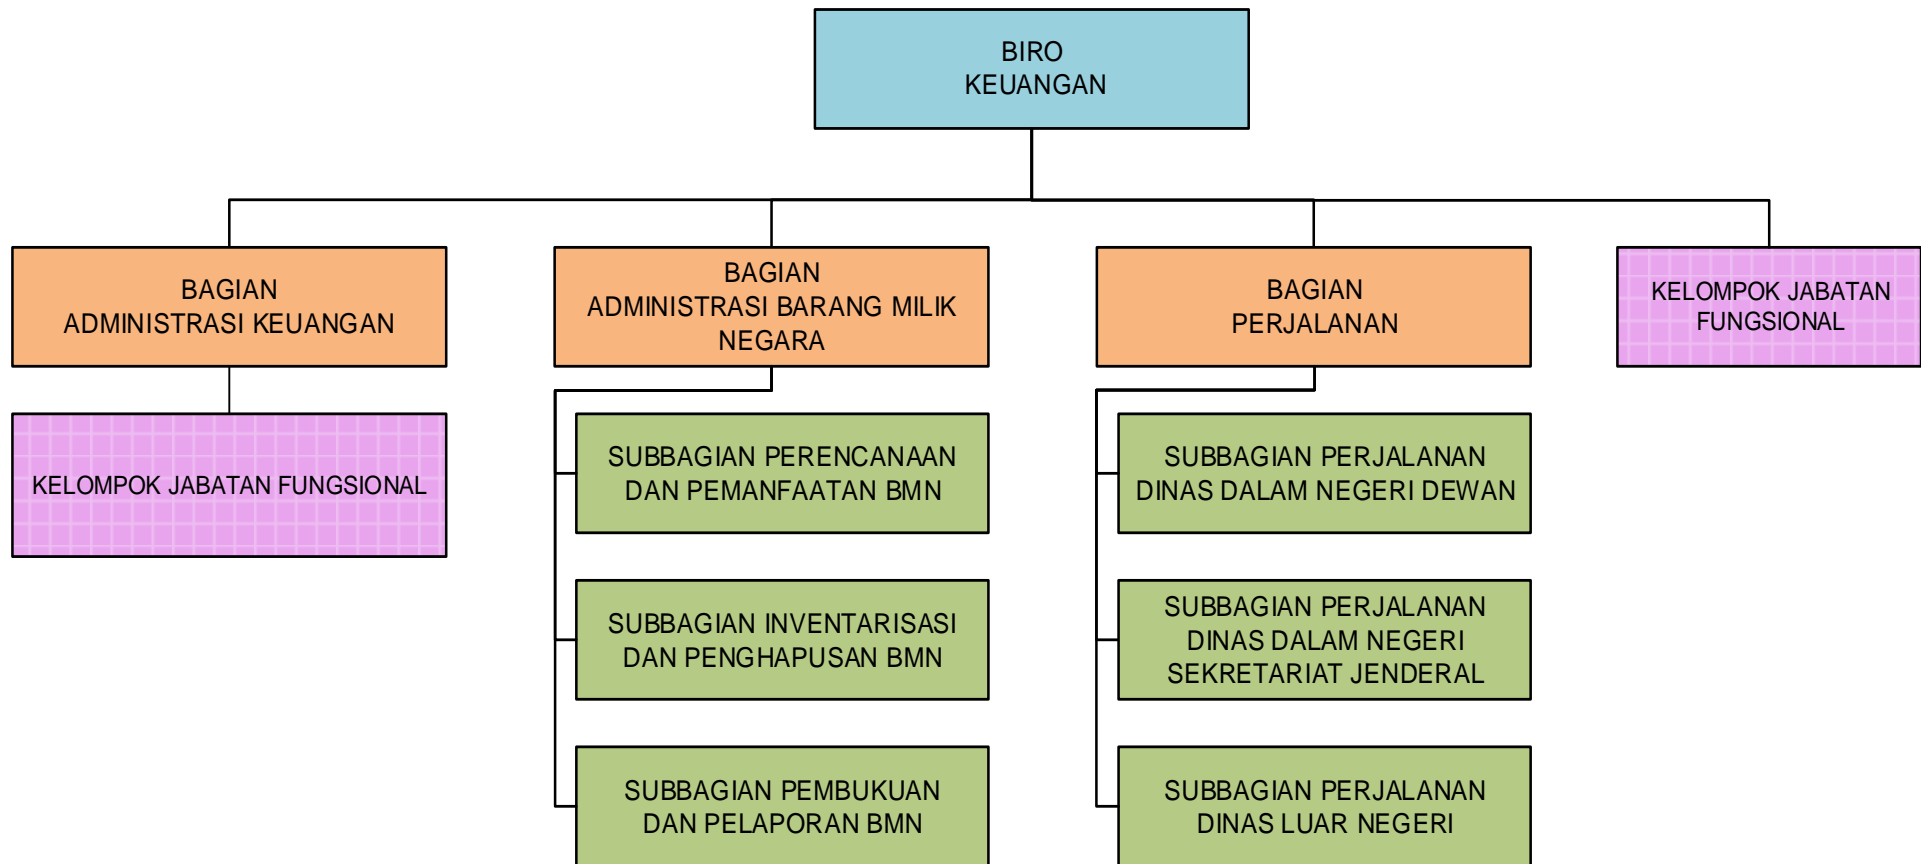 BIRO
KEUANGAN
BAGIAN
ADMINISTRASI KEUANGAN
BAGIAN
ADMINISTRASI BARANG MILIK
NEGARA
BAGIAN
PERJALANAN
KELOMPOK JABATAN
FUNGSIONAL
KELOMPOK JABATAN FUNGSIONAL
SUBBAGIAN PERENCANAAN
DAN PEMANFAATAN BMN
SUBBAGIAN PERJALANAN
DINAS DALAM NEGERI DEWAN
SUBBAGIAN INVENTARISASI
DAN PENGHAPUSAN BMN
SUBBAGIAN PERJALANAN
DINAS DALAM NEGERI
SEKRETARIAT JENDERAL
SUBBAGIAN PEMBUKUAN
DAN PELAPORAN BMN
SUBBAGIAN PERJALANAN
DINAS LUAR NEGERI